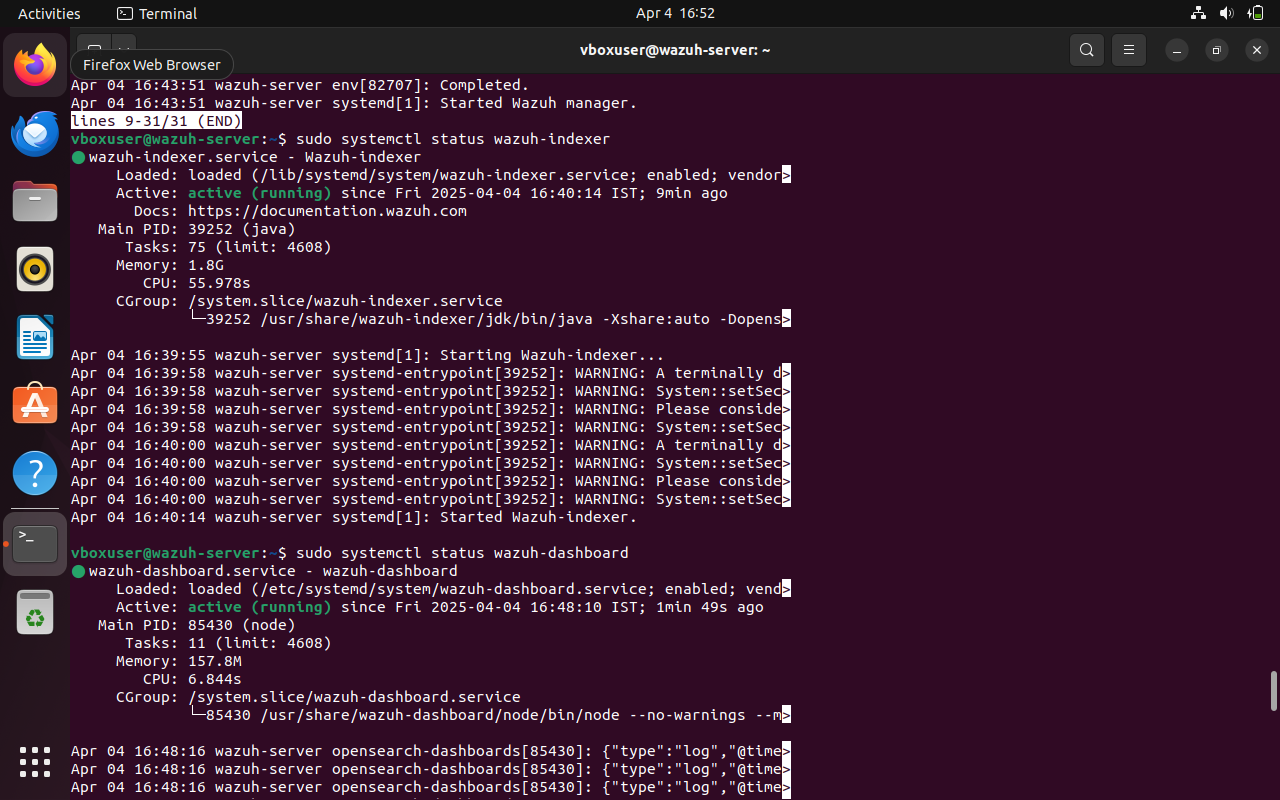 Activities
Terminal
Apr 4 16:52
vboxuser@wazuh-server: ~
Firefox Web Browser
Apr 04 16:43:51 wazuh-server env[82707]: Completed.
Apr 04 16:43:51 wazuh-server systemd[1]: Started Wazuh manager.
lines 9-31/31 (END)
vboxuser@wazuh-server:~$ sudo systemctl status wazuh-indexer
● wazuh-indexer.service - Wazuh-indexer
Loaded: loaded (/lib/systemd/system/wazuh-indexer.service; enabled; vendor>
Active: active (running) since Fri 2025-04-04 16:40:14 IST; 9min ago
Docs: https://documentation.wazuh.com
Main PID: 39252 (java)
Tasks: 75 (limit: 4608)
Memory: 1.8G
CPU: 55.978s
CGroup: /system.slice/wazuh-indexer.service
└─39252 /usr/share/wazuh-indexer/jdk/bin/java -Xshare:auto -Dopens>
Apr 04 16:39:55 wazuh-server systemd[1]: Starting Wazuh-indexer...
Apr 04 16:39:58 wazuh-server systemd-entrypoint[39252]: WARNING: A terminally d>
Apr 04 16:39:58 wazuh-server systemd-entrypoint[39252]: WARNING: System::setSec>
Apr 04 16:39:58 wazuh-server systemd-entrypoint[39252]: WARNING: Please conside>
Apr 04 16:39:58 wazuh-server systemd-entrypoint[39252]: WARNING: System::setSec>
Apr 04 16:40:00 wazuh-server systemd-entrypoint[39252]: WARNING: A terminally d>
Apr 04 16:40:00 wazuh-server systemd-entrypoint[39252]: WARNING: System::setSec>
Apr 04 16:40:00 wazuh-server systemd-entrypoint[39252]: WARNING: Please conside>
Apr 04 16:40:00 wazuh-server systemd-entrypoint[39252]: WARNING: System::setSec>
Apr 04 16:40:14 wazuh-server systemd[1]: Started Wazuh-indexer.
vboxuser@wazuh-server:~$ sudo systemctl status wazuh-dashboard
● wazuh-dashboard.service - wazuh-dashboard
Loaded: loaded (/etc/systemd/system/wazuh-dashboard.service; enabled; vend>
Active: active (running) since Fri 2025-04-04 16:48:10 IST; 1min 49s ago
Main PID: 85430 (node)
Tasks: 11 (limit: 4608)
Memory: 157.8M
CPU: 6.844s
CGroup: /system.slice/wazuh-dashboard.service
└─85430 /usr/share/wazuh-dashboard/node/bin/node --no-warnings --m>
Apr 04 16:48:16 wazuh-server opensearch-dashboards[85430]: {"type":"log","@time>
Apr 04 16:48:16 wazuh-server opensearch-dashboards[85430]: {"type":"log","@time>
Apr 04 16:48:16 wazuh-server opensearch-dashboards[85430]: {"type":"log","@time>